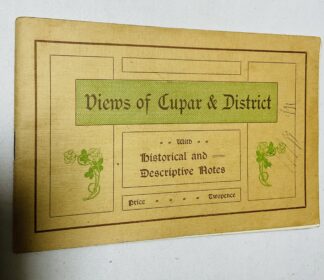 Views of Cupar & District
With
Historical and
Descriptive Notes
Price Twopence